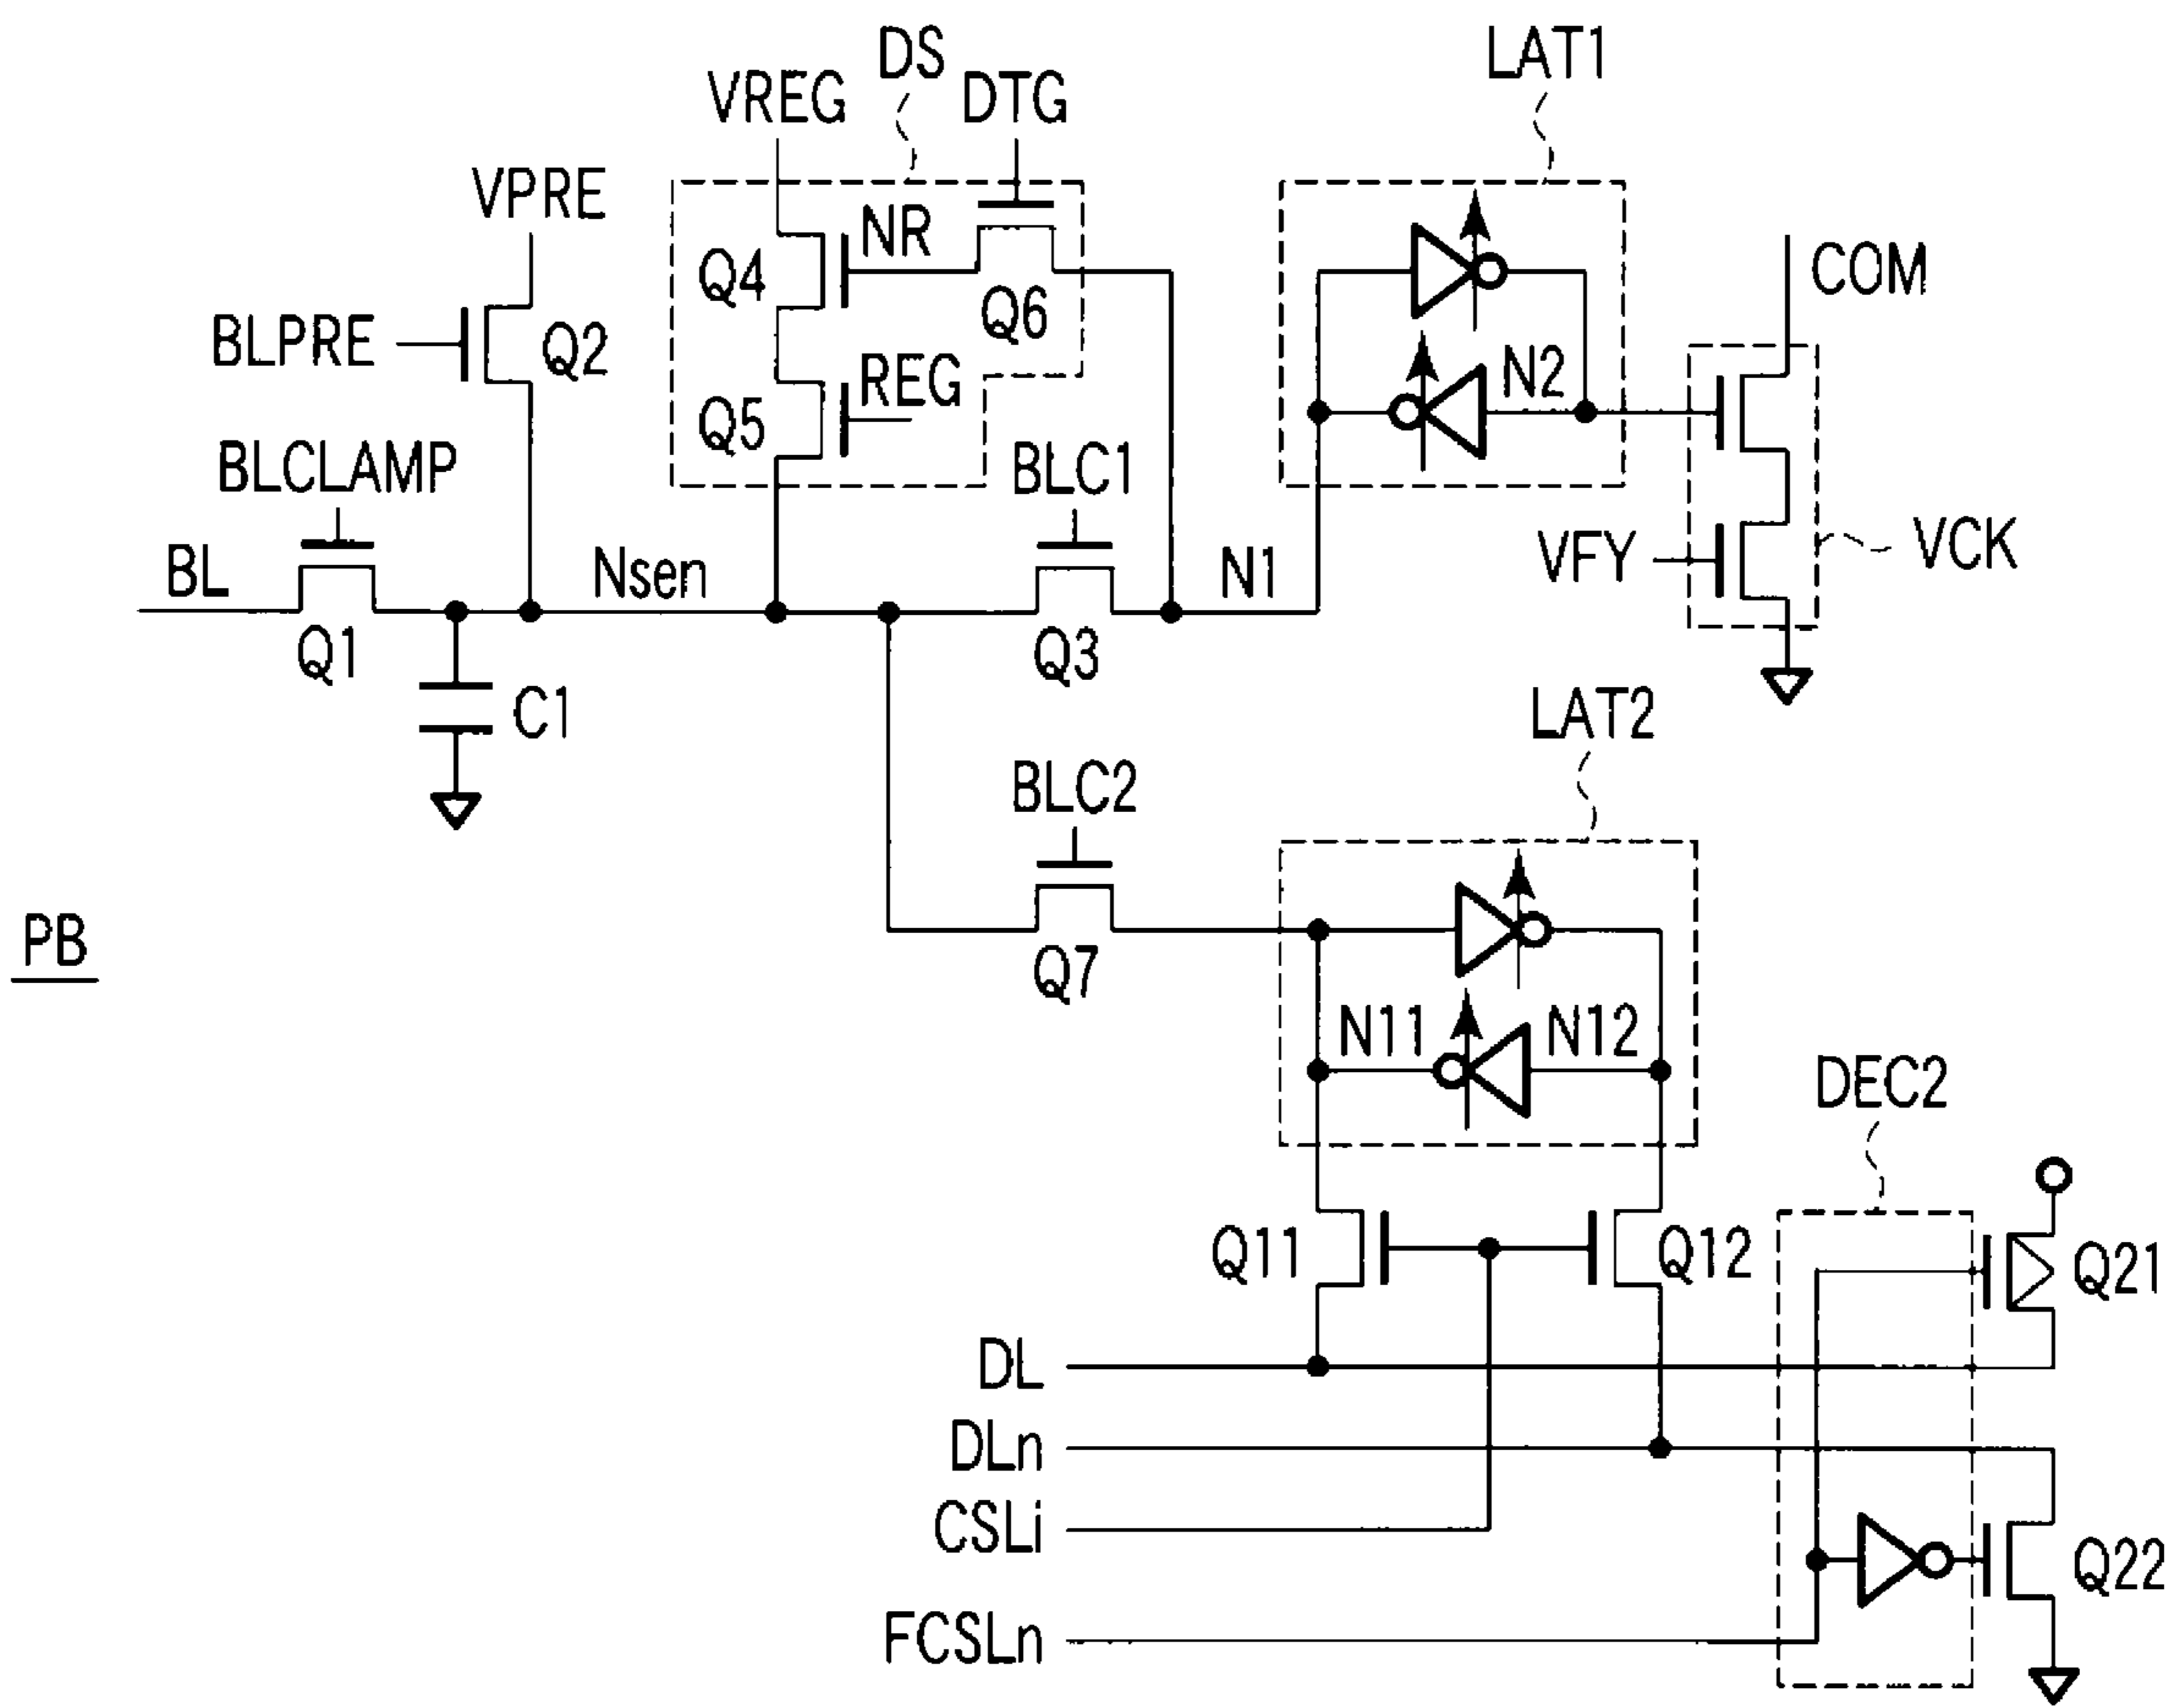 DS
LAT1
VREG
DTG
VPRE
NR
Q4
COM
Q6
BLPRE
Q2
REG
N2
Q5
BLCLAMP
BLC1
VFY
VCK
BL
Nsen
N1
Q1
Q3
C1
LAT2
BLC2
PB
Q7
N11
N12
DEC2
Q11
Q12
Q21
DL
DLn
CSLi
Q22
FCSLn